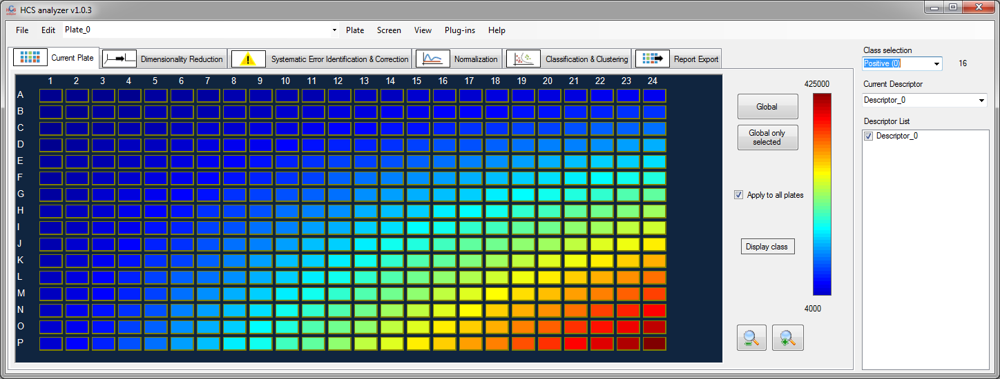 HCS analyzer v1.0.3
File Edit Plate_0 Plate Screen View Plug-ins Help
Current Plate Dimensionality Reduction Systematic Error Identification & Correction Normalization Classification & Clustering Report Export
1 2 3 4 5 6 7 8 9 10 11 12 13 14 15 16 17 18 19 20 21 22 23 24
A
B
C
D
E
F
G
H
I
J
K
L
M
N
O
P
Global
Global only
selected
Apply to all plates
Display class
425000
4000
Class selection
Positive (0) 16
Current Descriptor
Descriptor_0
Descriptor List
Descriptor_0